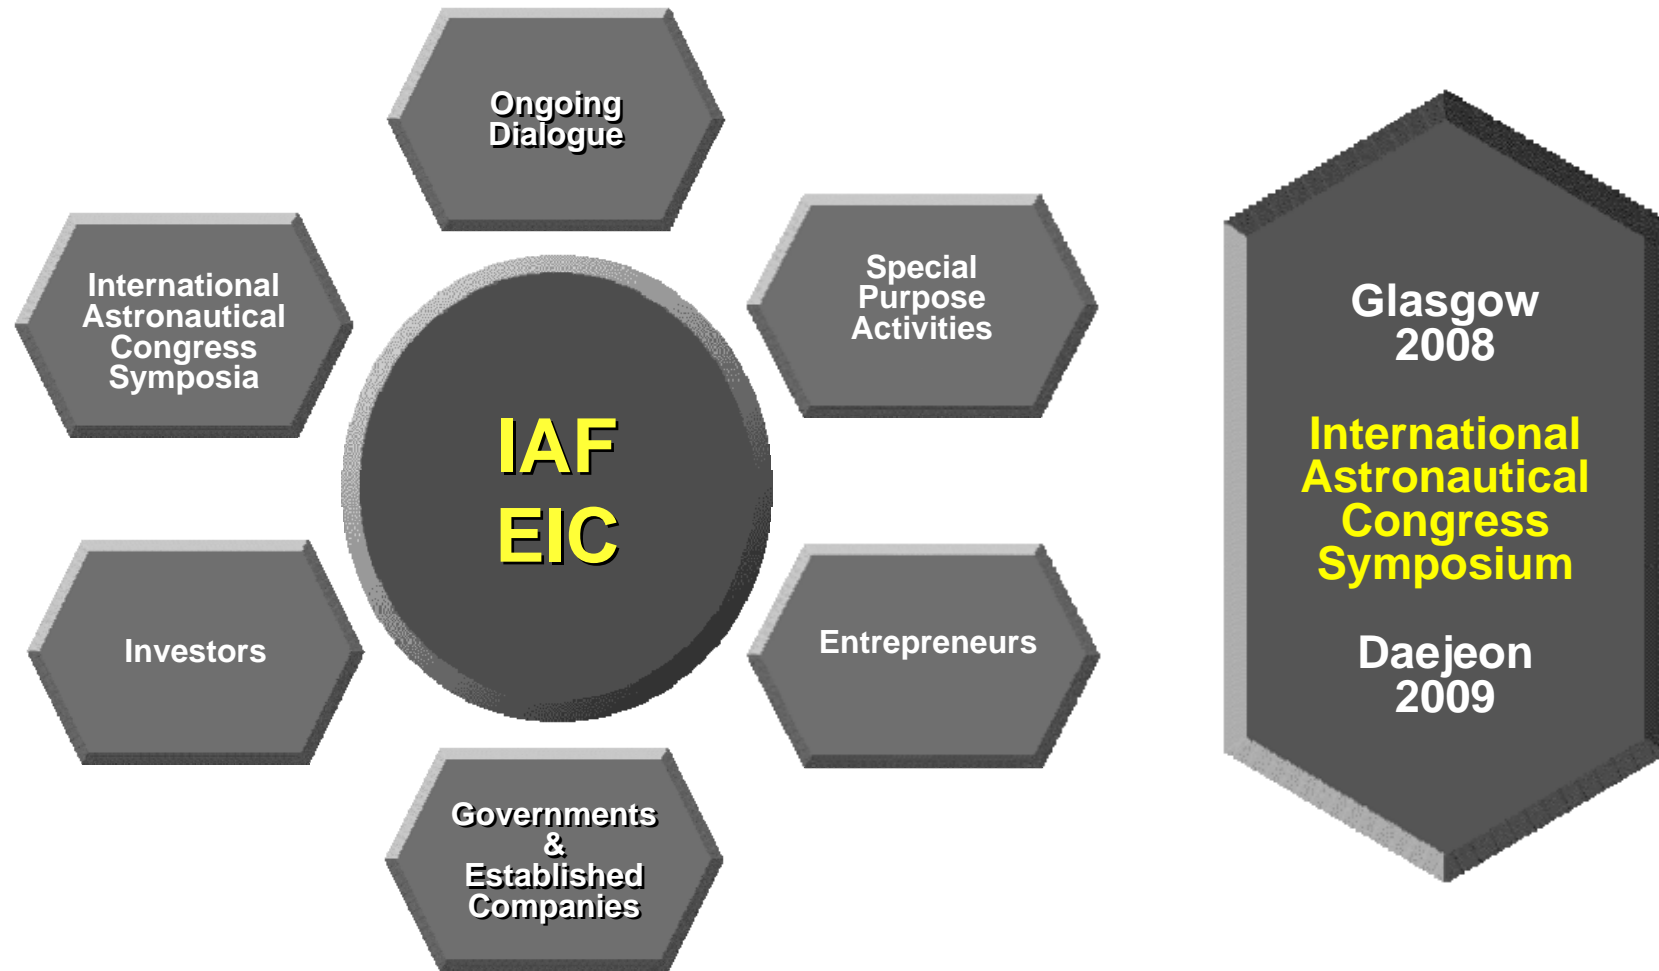 Ongoing
Dialogue
International
Astronautical
Congress
Symposia
Special
Purpose
Activities
IAF
EIC
Investors
Entrepreneurs
Governments
&
Established
Companies
Glasgow
2008
International
Astronautical
Congress
Symposium
Daejeon
2009